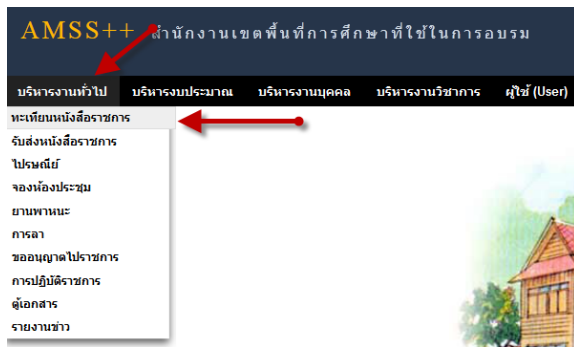 AMSS++ สำนักงานเขตพื้นที่การศึกษาที่ใช้ในการอบรม
บริหารงานทั่วไป บริหารงบประมาณ บริหารงานบุคคล บริหารงานวิชาการ ผู้ใช้ (User)
ทะเทียนหนังสือราชการ
รับส่งหนังสือราชการ
ไปรษณีย์
จองห้องประชุม
ยานพาหนะ
การลา
ขออนุญาตไปราชการ
การปฏิบัติราชการ
ตู้เอกสาร
รายงานข่าว